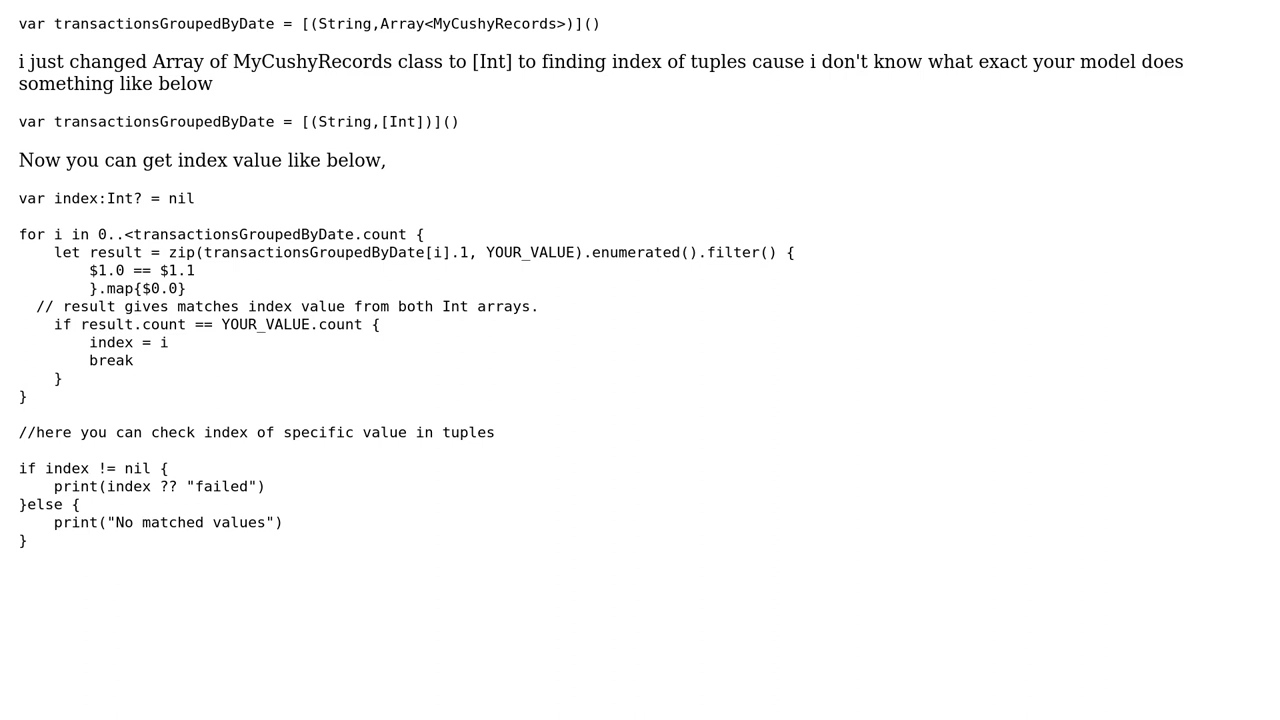 var transactionsGroupedByDate = [(String,Array<MyCushyRecords>)]()
i just changed Array of MyCushyRecords class to [Int] to finding index of tuples cause i don't know what exact your model does
something like below
var transactionsGroupedByDate = [(String,[Int])]()
Now you can get index value like below,
var index:Int? = nil
for i in 0..<transactionsGroupedByDate.count {
    let result = zip(transactionsGroupedByDate[i].1, YOUR_VALUE).enumerated().filter() {
        $1.0 == $1.1
        }.map{$0.0}
  // result gives matches index value from both Int arrays.
    if result.count == YOUR_VALUE.count {
        index = i
        break
    }
}
//here you can check index of specific value in tuples
if index != nil {
    print(index ?? "failed")
}else {
    print("No matched values")
}